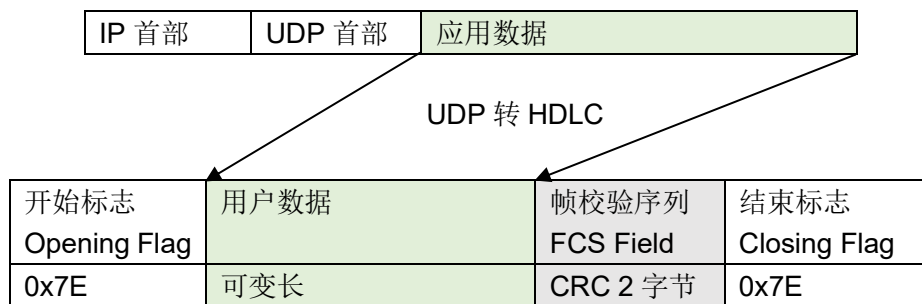 IP 首部 UDP 首部 应用数据
UDP 转 HDLC
开始标志 用户数据 帧校验序列 结束标志
Opening Flag FCS Field Closing Flag
0x7E 可变长 CRC 2 字节 0x7E